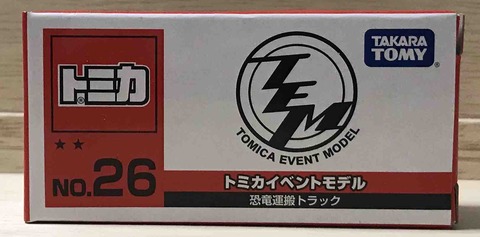 トミカ
TAKARA TOMY
TEM
TOMICA EVENT MODEL
★★
NO.26
トミカイベントモデル
恐竜運搬トラック